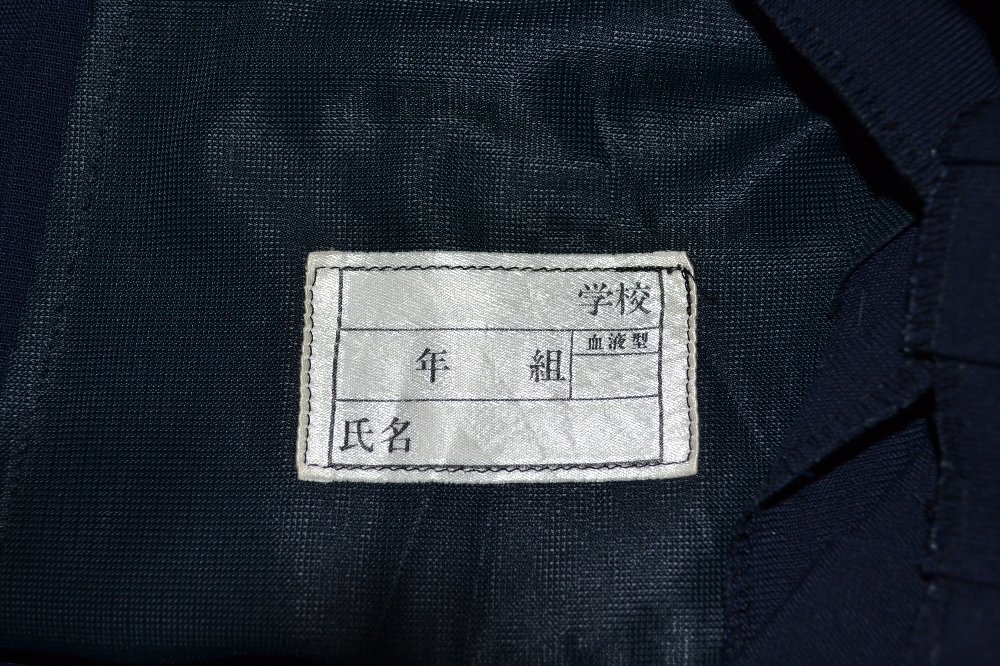 学校
年 組 血液型
氏名